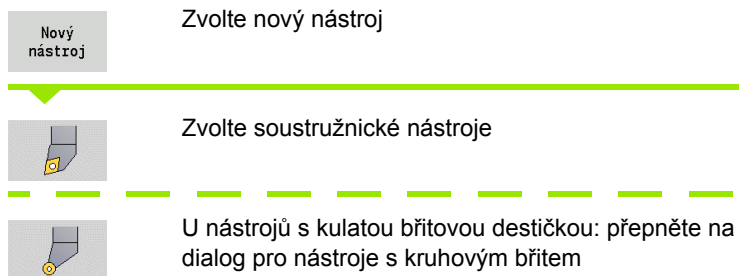 Nový
nástroj
Zvolte nový nástroj
Zvolte soustružnické nástroje
U nástrojů s kulatou břitovou destičkou: přepněte na
dialog pro nástroje s kruhovým břitem